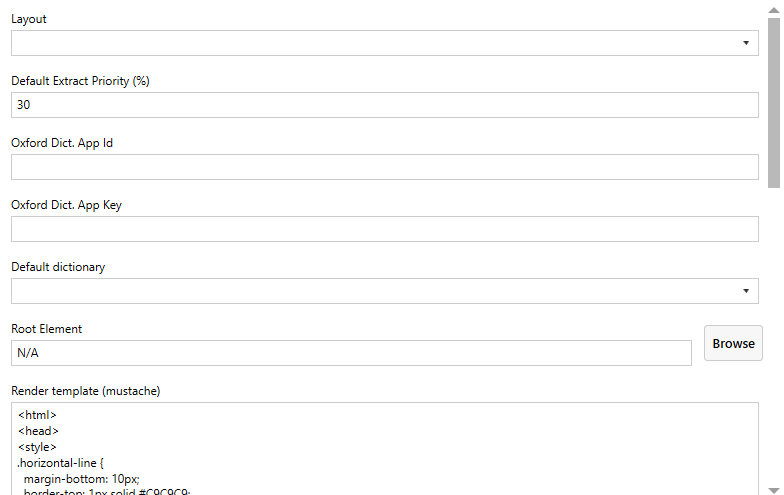 Layout
Default Extract Priority (%)
30
Oxford Dict. App Id
Oxford Dict. App Key
Default dictionary
Root Element
N/A
Browse
Render template (mustache)
<html>
<head>
<style>
.horizontal-line {
margin-bottom: 10px;
border-top: 1px solid #C9C9C9;